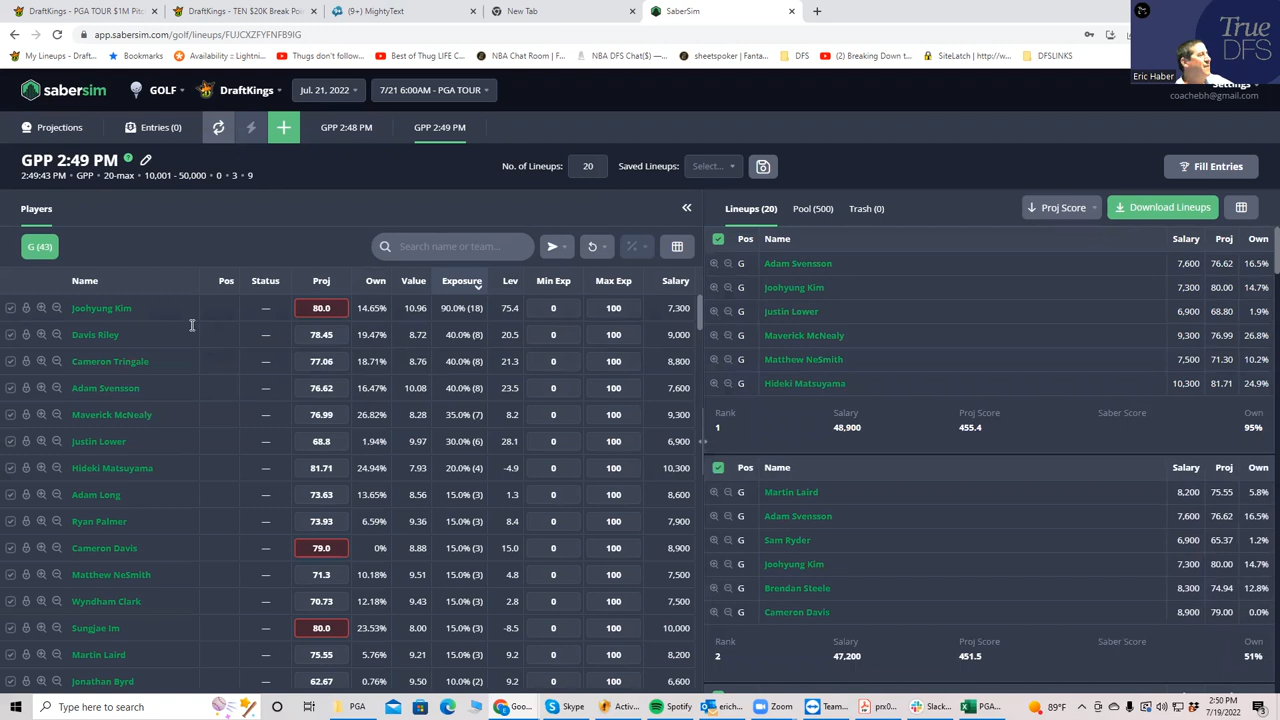 DraftKings - PGA TOUR $1M Pitc
DraftKings - TEN $20K Break Poin
(9+) MightyText
New Tab
SaberSim
app.sabersim.com/golf/lineups/FUJCXZFYFNFB9IG
My Lineups - Draft...
Bookmarks
Availability :: Lightni...
Thugs don't follow...
Best of Thug LIFE C...
NBA Chat Room | F...
NBA DFS Chat($) —...
sheetspoker | Fanta...
DFS
(2) Breaking Down t...
SiteLatch | http://w...
DFSLINKS
True DFS
Eric Haber
sabersim
GOLF
DraftKings
Jul. 21, 2022
7/21 6:00AM - PGA TOUR
Settings
coachebh@gmail.com
Projections
Entries (0)
GPP 2:48 PM
GPP 2:49 PM
GPP 2:49 PM
2:49:43 PM • GPP • 20-max • 10,001 - 50,000 • 0 • 3 • 9
No. of Lineups: 20
Saved Lineups: Select...
Fill Entries
Players
Lineups (20) Pool (500) Trash (0)
Proj Score
Download Lineups
G (43)
Search name or team...
Name Pos Status Proj Own Value Exposure Lev Min Exp Max Exp Salary
Joohyung Kim — 80.0 14.65% 10.96 90.0% (18) 75.4 0 100 7,300
Davis Riley — 78.45 19.47% 8.72 40.0% (8) 20.5 0 100 9,000
Cameron Tringale — 77.06 18.71% 8.76 40.0% (8) 21.3 0 100 8,800
Adam Svensson — 76.62 16.47% 10.08 40.0% (8) 23.5 0 100 7,600
Maverick McNealy — 76.99 26.82% 8.28 35.0% (7) 8.2 0 100 9,300
Justin Lower — 68.8 1.94% 9.97 30.0% (6) 28.1 0 100 6,900
Hideki Matsuyama — 81.71 24.94% 7.93 20.0% (4) -4.9 0 100 10,300
Adam Long — 73.63 13.65% 8.56 15.0% (3) 1.3 0 100 8,600
Ryan Palmer — 73.93 6.59% 9.36 15.0% (3) 8.4 0 100 7,900
Cameron Davis — 79.0 0% 8.88 15.0% (3) 15.0 0 100 8,900
Matthew NeSmith — 71.3 10.18% 9.51 15.0% (3) 4.8 0 100 7,500
Wyndham Clark — 70.73 12.18% 9.43 15.0% (3) 2.8 0 100 7,500
Sungjae Im — 80.0 23.53% 8.00 15.0% (3) -8.5 0 100 10,000
Martin Laird — 75.55 5.76% 9.21 15.0% (3) 9.2 0 100 8,200
Jonathan Byrd — 62.67 0.76% 9.50 10.0% (2) 9.2 0 100 6,600
Pos Name Salary Proj Own
G Adam Svensson 7,600 76.62 16.5%
G Joohyung Kim 7,300 80.00 14.7%
G Justin Lower 6,900 68.80 1.9%
G Maverick McNealy 9,300 76.99 26.8%
G Matthew NeSmith 7,500 71.30 10.2%
G Hideki Matsuyama 10,300 81.71 24.9%
Rank Salary Proj Score Saber Score Own
1 48,900 455.4 95%
Pos Name Salary Proj Own
G Martin Laird 8,200 75.55 5.8%
G Adam Svensson 7,600 76.62 16.5%
G Sam Ryder 6,900 65.37 1.2%
G Joohyung Kim 7,300 80.00 14.7%
G Brendan Steele 8,300 74.94 12.8%
G Cameron Davis 8,900 79.00 0.0%
Rank Salary Proj Score Saber Score Own
2 47,200 451.5 51%
Type here to search
PGA
Goo...
Skype
Activ...
Spotify
erich...
Zoom
Team...
prx0...
Slack...
PGA...
89°F
2:50 PM
7/19/2022